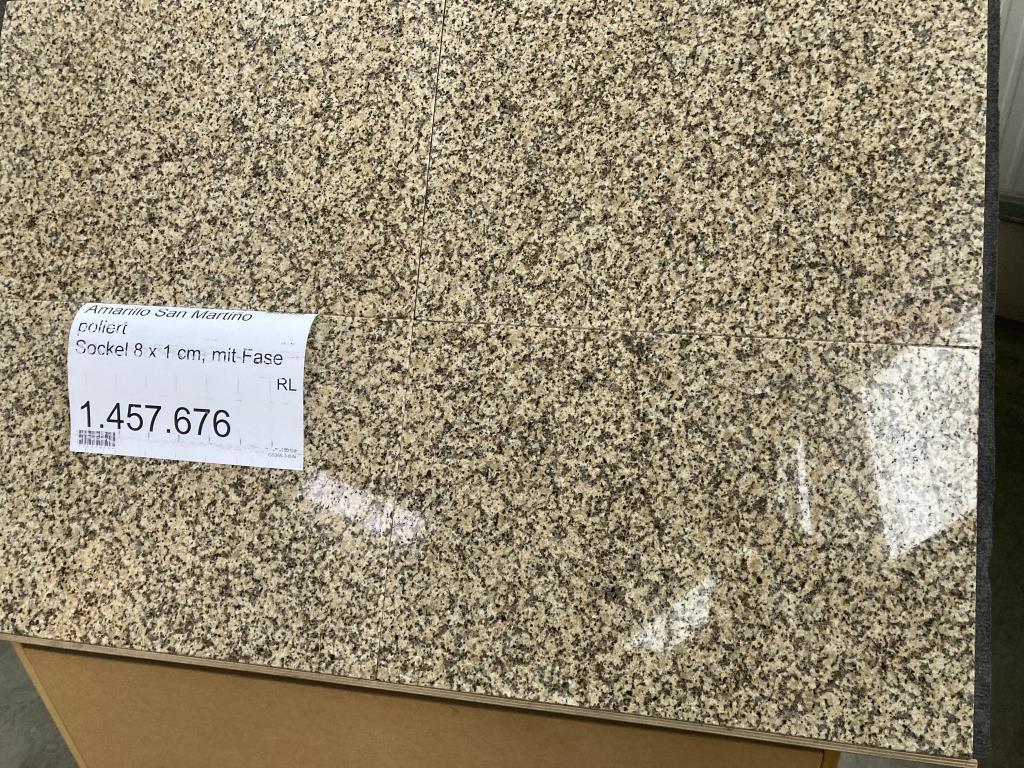 Amarillo San Martino
poliert
Sockel 8 x 1 cm, mit Fase
RL
1.457.676